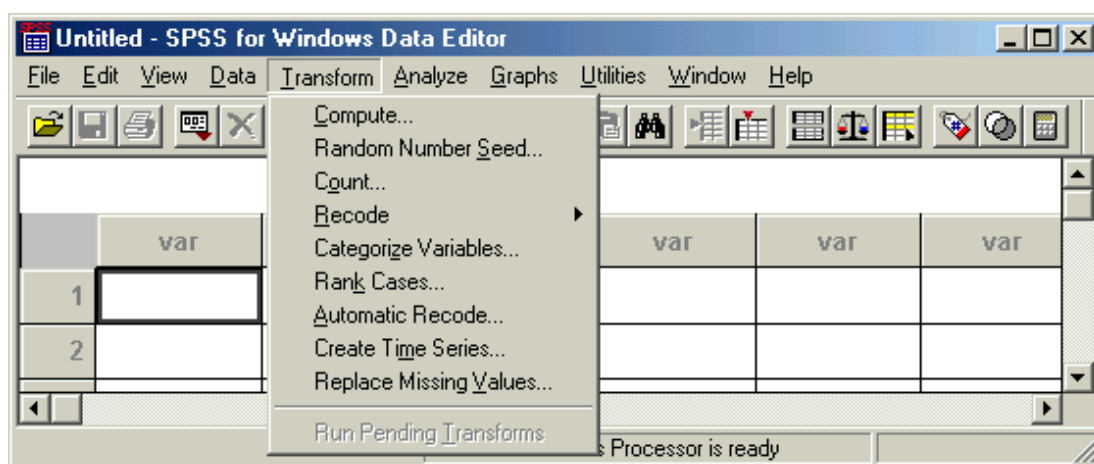 Untitled - SPSS for Windows Data Editor
File Edit View Data Transform Analyze Graphs Utilities Window Help
Compute...
Random Number Seed...
Count...
Recode
Categorize Variables...
Rank Cases...
Automatic Recode...
Create Time Series...
Replace Missing Values...
Run Pending Transforms
var var var var
1
2
Processor is ready